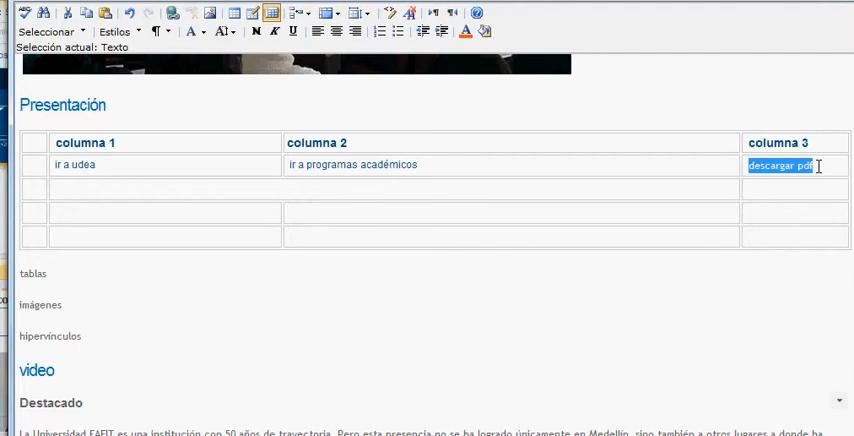 Seleccionar
Estilos
N K U
Selección actual: Texto
Presentación
columna 1 columna 2 columna 3
ir a udea ir a programas académicos descargar pdf
tablas
imágenes
hipervínculos
video
Destacado
La Universidad EAFIT es una institución con 50 años de trayectoria. Pero esta presencia no se ha logrado únicamente en Medellín, sino también a otros lugares a donde ha